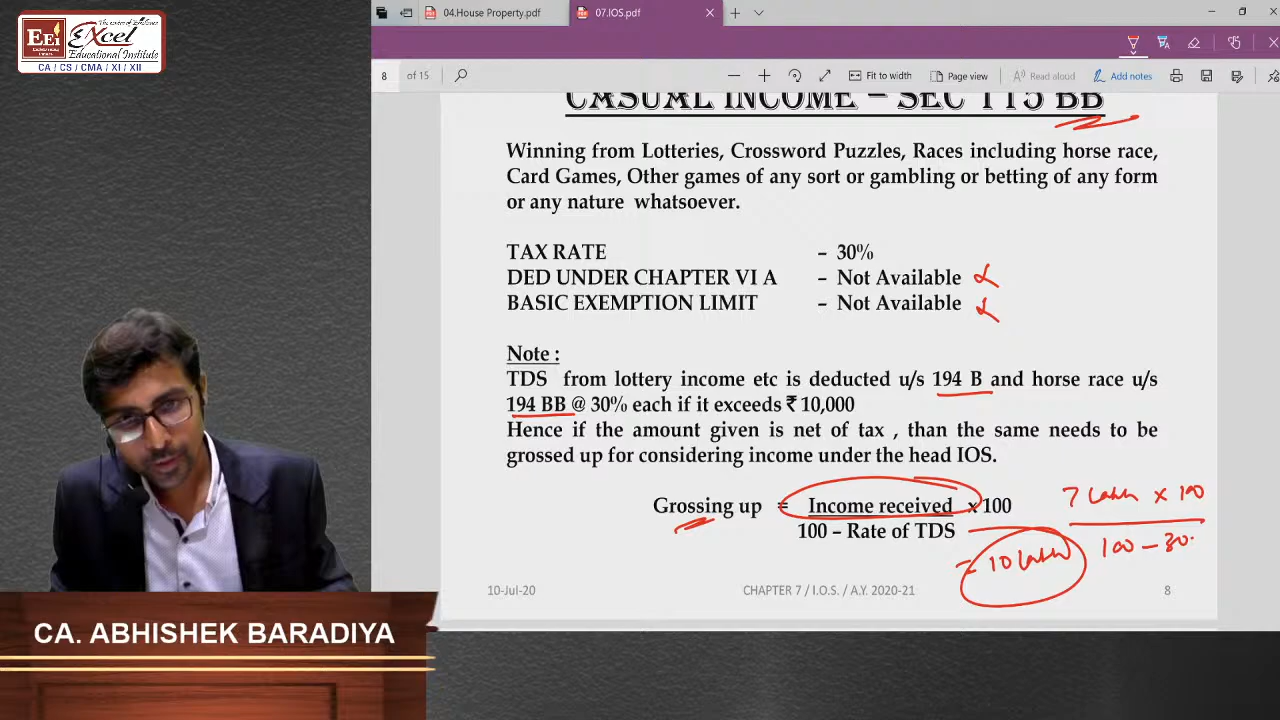 The centre of Excellence
EEi
EXcel
Educational Institute
CA / CS / CMA / XI / XII
04.House Property.pdf
07.IOS.pdf
8 of 15
Fit to width
Page view
Read aloud
Add notes
CASUAL INCOME – SEC 115 BB
Winning from Lotteries, Crossword Puzzles, Races including horse race,
Card Games, Other games of any sort or gambling or betting of any form
or any nature whatsoever.
TAX RATE – 30%
DED UNDER CHAPTER VI A – Not Available
BASIC EXEMPTION LIMIT – Not Available
Note :
TDS from lottery income etc is deducted u/s 194 B and horse race u/s
194 BB @ 30% each if it exceeds ₹ 10,000
Hence if the amount given is net of tax , than the same needs to be
grossed up for considering income under the head IOS.
Grossing up = Income received x 100
100 – Rate of TDS
7 Lakh x 100
100 – 30
= 10 Lakh
10-Jul-20
CHAPTER 7 / I.O.S. / A.Y. 2020-21
8
CA. ABHISHEK BARADIYA